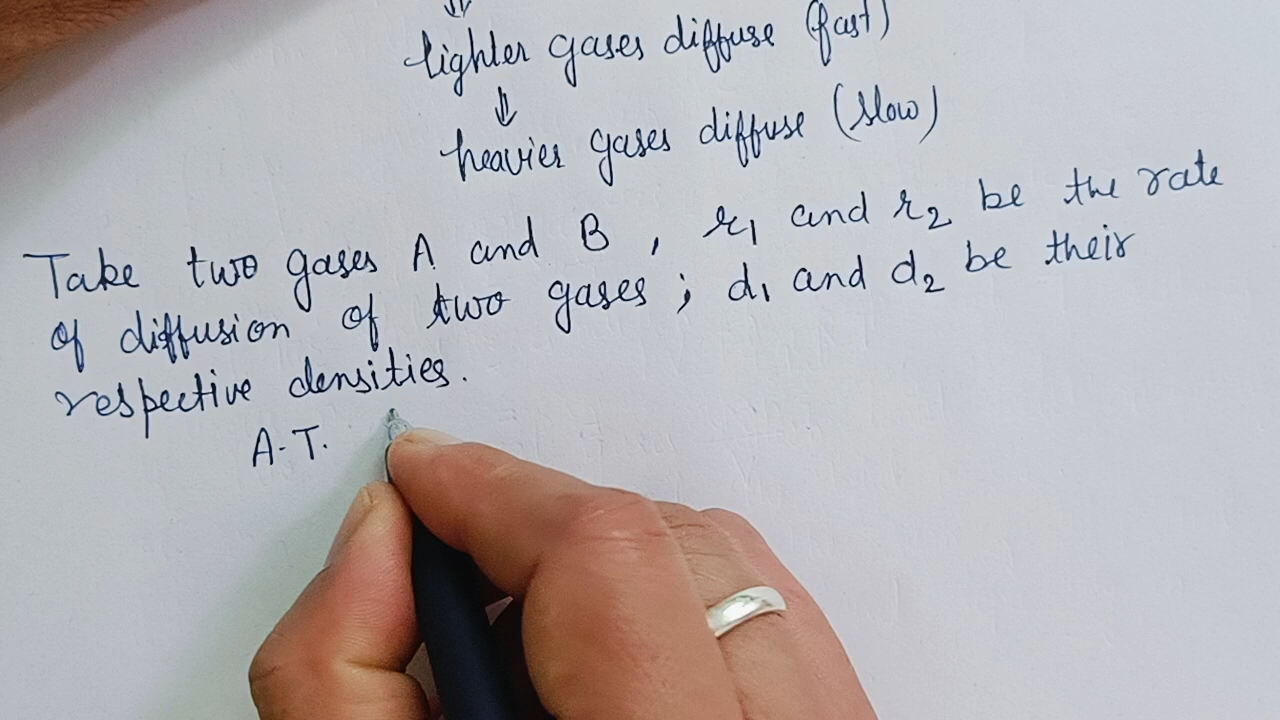 ⇓
lighter gases diffuse (fast)
⇓
heavier gases diffuse (slow)
Take two gases A and B , r₁ and r₂ be the rate
of diffusion of two gases ; d₁ and d₂ be their
respective densities.
A.T.